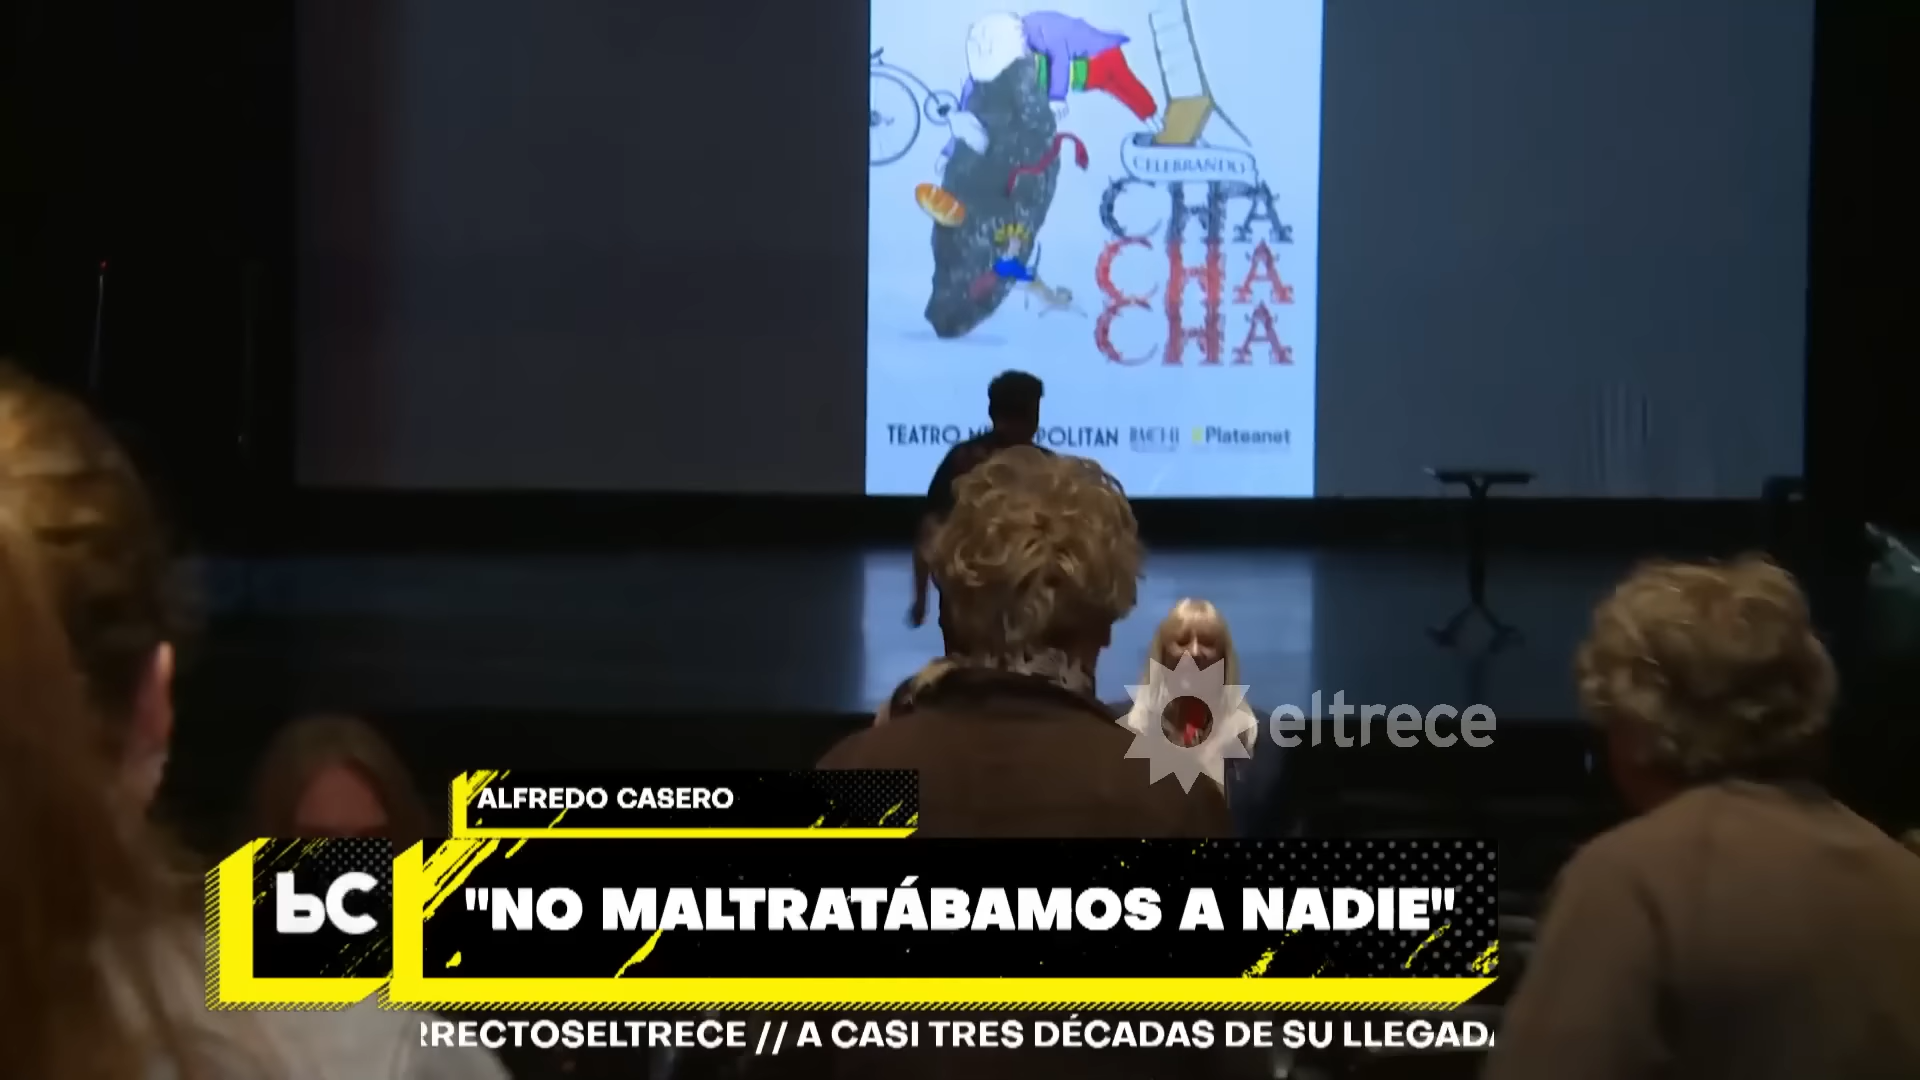 CELEBRANDO
CHA
CHA
CHA
TEATRO POLITAN Plateanet
eltrece
ALFREDO CASERO
bC
"NO MALTRATÁBAMOS A NADIE"
RRECTOSELTRECE // A CASI TRES DÉCADAS DE SU LLEGADA